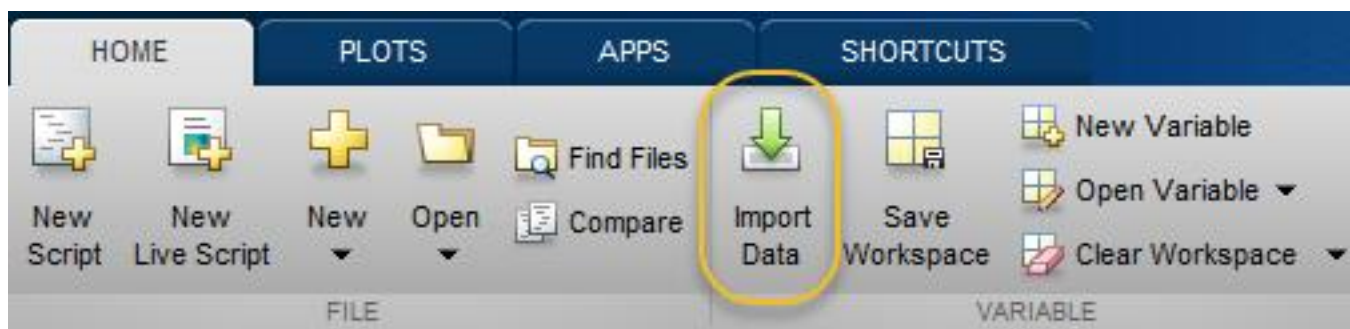 HOME PLOTS APPS SHORTCUTS
New Script
New Live Script
New
Open
Find Files
Compare
Import Data
Save Workspace
New Variable
Open Variable
Clear Workspace
FILE VARIABLE